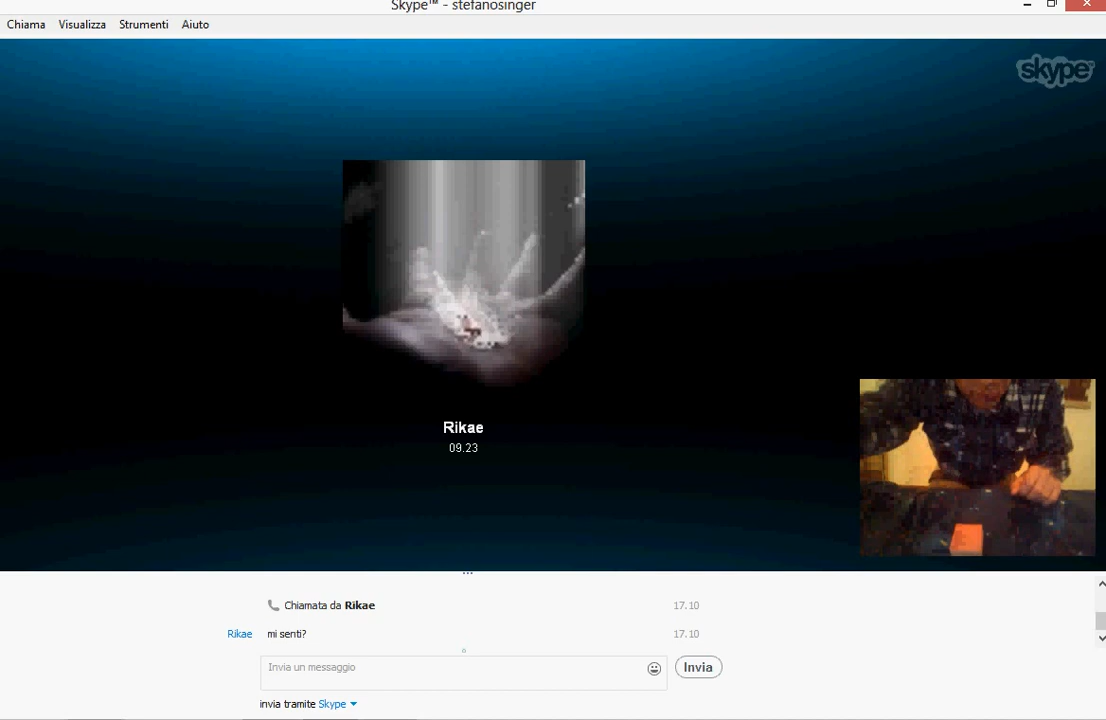 Skype™ - stefanosinger
Chiama Visualizza Strumenti Aiuto
skype
Rikae
09.23
Chiamata da Rikae 17.10
Rikae mi senti? 17.10
Invia un messaggio Invia
invia tramite Skype